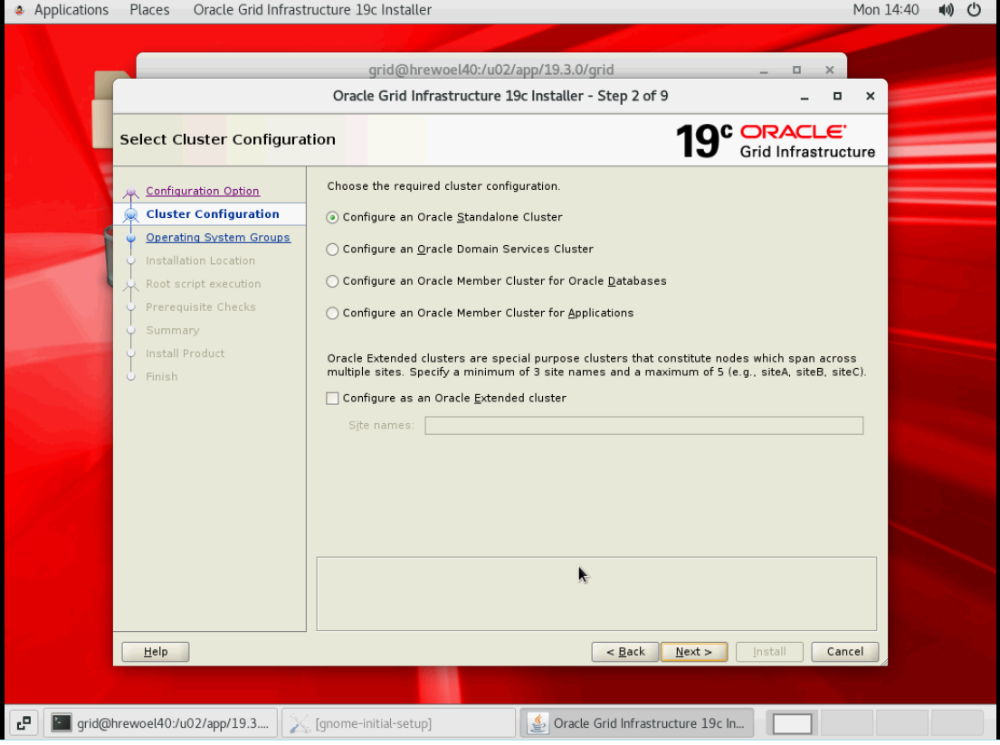 Applications Places Oracle Grid Infrastructure 19c Installer Mon 14:40
grid@hrewoel40:/u02/app/19.3.0/grid
Oracle Grid Infrastructure 19c Installer - Step 2 of 9
Select Cluster Configuration
19c ORACLE
Grid Infrastructure
Configuration Option
Cluster Configuration
Operating System Groups
Installation Location
Root script execution
Prerequisite Checks
Summary
Install Product
Finish
Choose the required cluster configuration.
Configure an Oracle Standalone Cluster
Configure an Oracle Domain Services Cluster
Configure an Oracle Member Cluster for Oracle Databases
Configure an Oracle Member Cluster for Applications
Oracle Extended clusters are special purpose clusters that constitute nodes which span across
multiple sites. Specify a minimum of 3 site names and a maximum of 5 (e.g., siteA, siteB, siteC).
Configure as an Oracle Extended cluster
Site names:
Help < Back Next > Install Cancel
grid@hrewoel40:/u02/app/19.3.... [gnome-initial-setup] Oracle Grid Infrastructure 19c In...